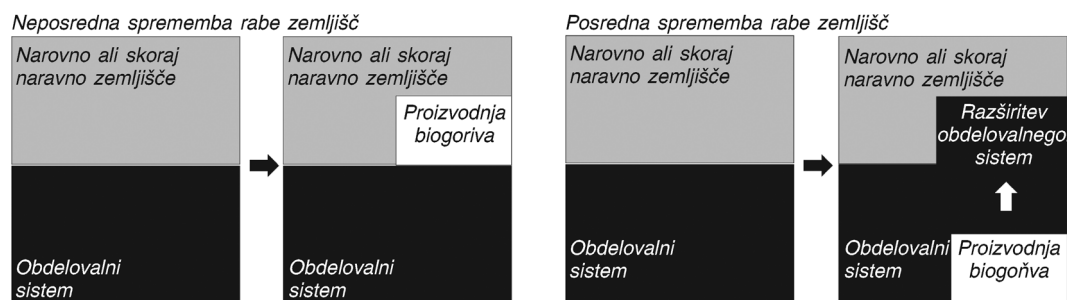 Neposredna sprememba rabe zemljišč
Narovno ali skoraj
naravno zemljišče
Obdelovalni
sistem
Narovno ali skoraj
naravno zemljišče
Proizvodnja
biogoriva
Obdelovalni
sistem
Posredna sprememba rabe zemljišč
Narovno ali skoraj
naravno zemljišče
Obdelovalni
sistem
Narovno ali skoraj
naravno zemljišče
Razširitev
obdelovalnego
sistem
Obdelovalni
sistem
Proizvodnja
biogoňva